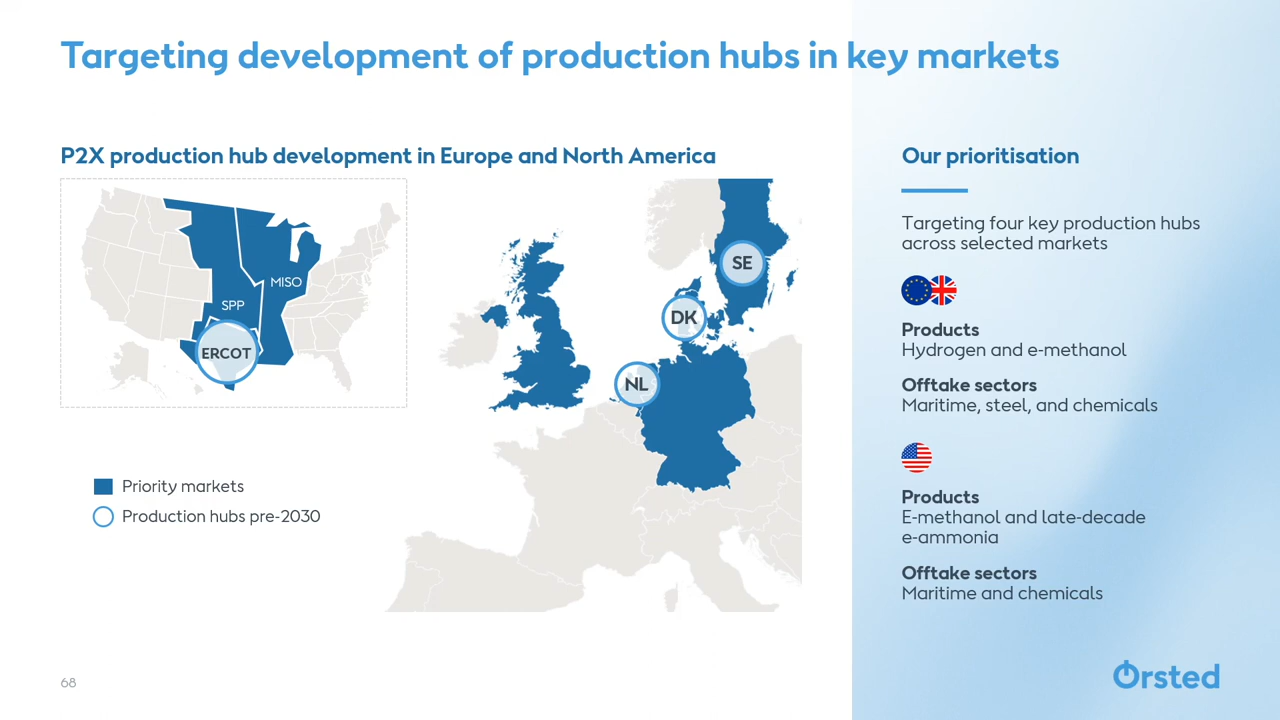 Targeting development of production hubs in key markets
P2X production hub development in Europe and North America
SPP
MISO
ERCOT
SE
DK
NL
Priority markets
Production hubs pre-2030
Our prioritisation
Targeting four key production hubs
across selected markets
Products
Hydrogen and e-methanol
Offtake sectors
Maritime, steel, and chemicals
Products
E-methanol and late-decade
e-ammonia
Offtake sectors
Maritime and chemicals
68
Ørsted